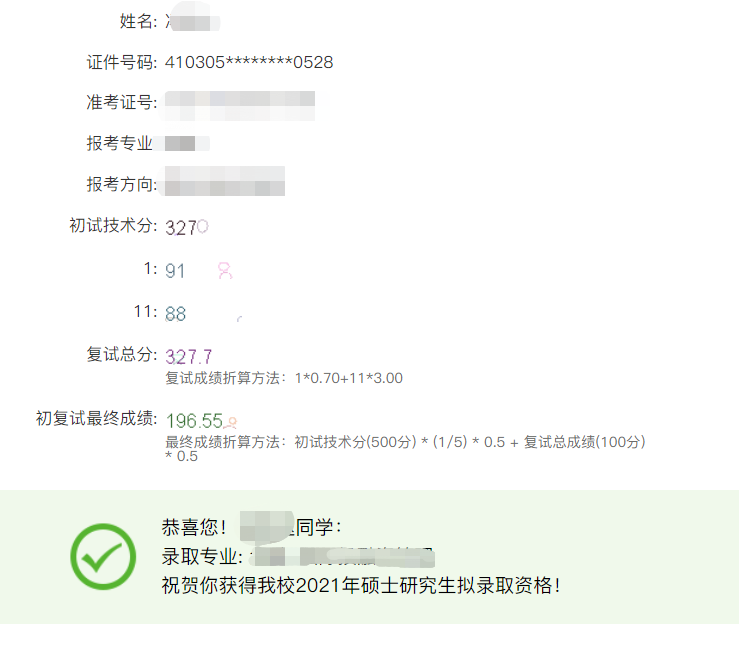 姓名:
证件号码: 410305********0528
准考证号:
报考专业
报考方向:
初试技术分: 327
1: 91
11: 88
复试总分: 327.7
复试成绩折算方法：1*0.70+11*3.00
初复试最终成绩: 196.55
最终成绩折算方法：初试技术分(500分) * (1/5) * 0.5 + 复试总成绩(100分)
* 0.5
恭喜您！ 同学：
录取专业:
祝贺你获得我校2021年硕士研究生拟录取资格！